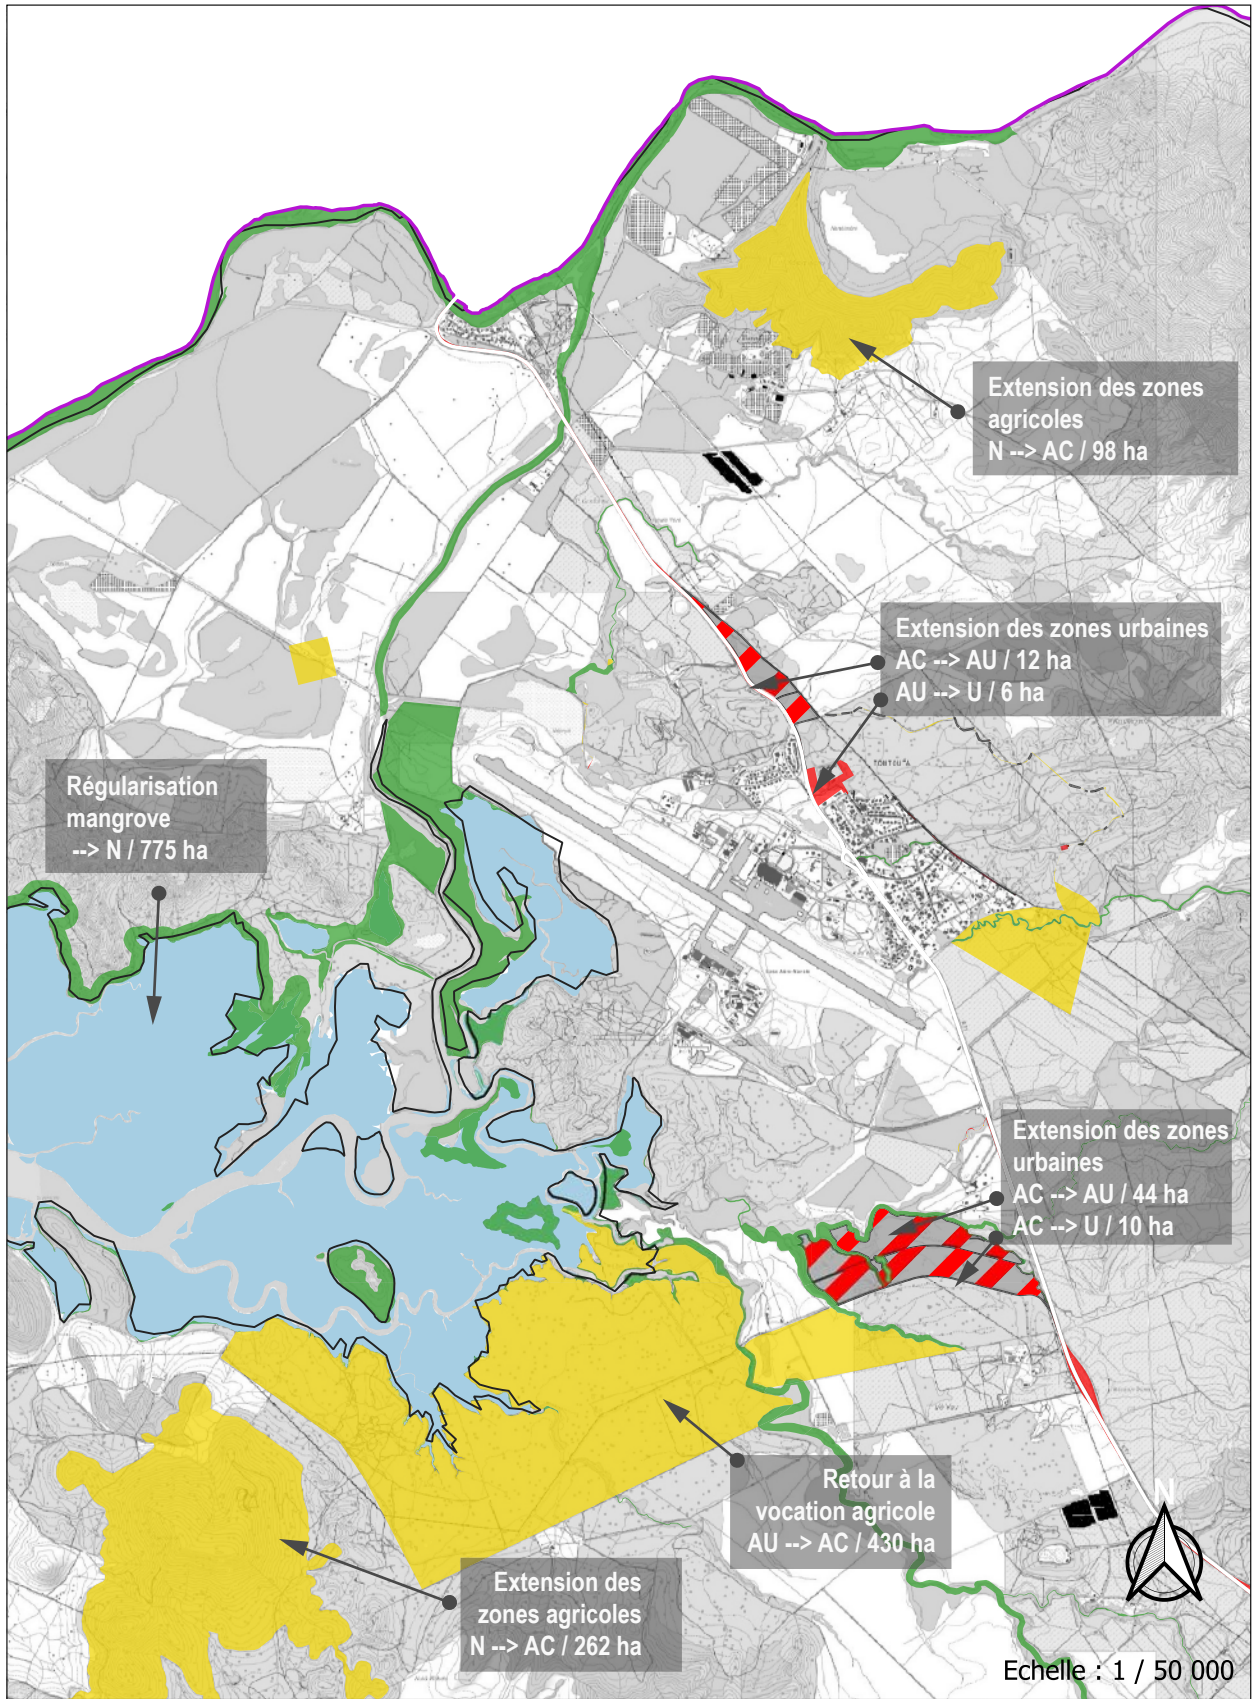 Extension des zones
agricoles
N --> AC / 98 ha
Extension des zones urbaines
AC --> AU / 12 ha
AU --> U / 6 ha
Régularisation
mangrove
--> N / 775 ha
Extension des zones
urbaines
AC --> AU / 44 ha
AC --> U / 10 ha
Retour à la
vocation agricole
AU --> AC / 430 ha
Extension des
zones agricoles
N --> AC / 262 ha
N
Echelle : 1 / 50 000